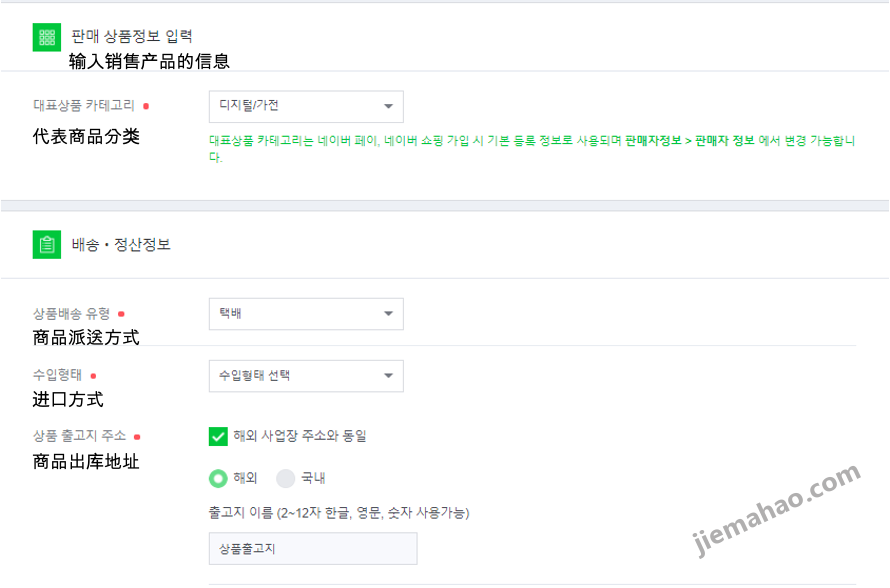 판매 상품정보 입력
输入销售产品的信息
대표상품 카테고리
디지털/가전
代表商品分类
대표상품 카테고리는 네이버 페이, 네이버 쇼핑 가입 시 기본 등록 정보로 사용되며 판매자정보 > 판매자 정보 에서 변경 가능합니
다.
배송・정산정보
상품배송 유형
택배
商品派送方式
수입형태
수입형태 선택
进口方式
상품 출고지 주소
해외 사업장 주소와 동일
商品出库地址
해외 국내
출고지 이름 (2~12자 한글, 영문, 숫자 사용가능)
상품출고지
jiemahao.com